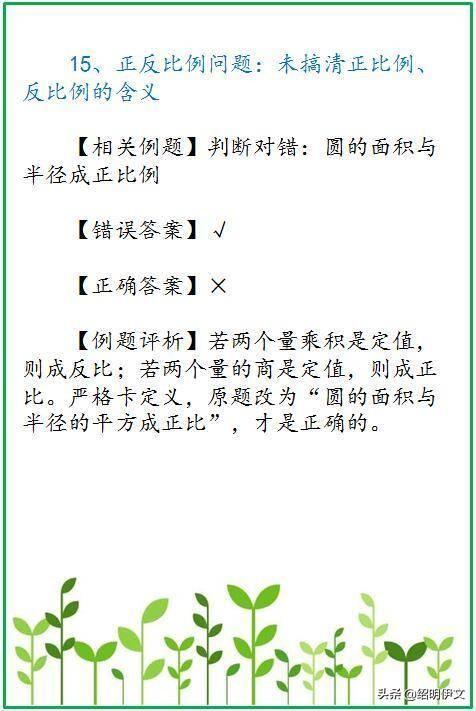 15、正反比例问题：未搞清正比例、
反比例的含义
【相关例题】判断对错：圆的面积与
半径成正比例
【错误答案】√
【正确答案】×
【例题评析】若两个量乘积是定值，
则成反比；若两个量的商是定值，则成正
比。严格卡定义，原题改为“圆的面积与
半径的平方成正比”，才是正确的。
头条 @绍明伊文